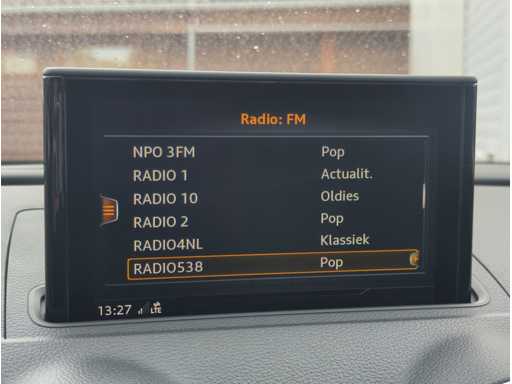 Radio: FM
NPO 3FM Pop
RADIO 1 Actualit.
RADIO 10 Oldies
RADIO 2 Pop
RADIO4NL Klassiek
RADIO538 Pop
13:27 LTE